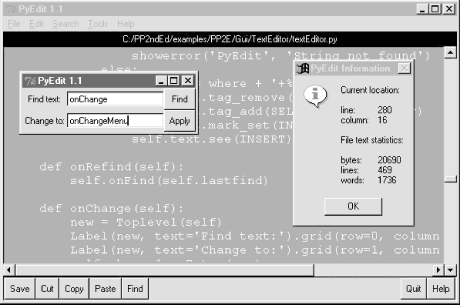 PyEdit 1.1
File Edit Search Tools Help
C:/PP2ndEd/examples/PP2E/Gui/TextEditor/textEditor.py
showerror('PyEdit', 'String not found')
else:
where + '+%
.tag_remove(
.tag_add(SEL
.mark_set(IN
self.text.see(INSERT)
def onRefind(self):
self.onFind(self.lastfind)
def onChange(self):
new = Toplevel(self)
Label(new, text='Find text:').grid(row=0, column
Label(new, text='Change to:').grid(row=1, column
PyEdit 1.1
Find text: onChange Find
Change to: onChangeMenu Apply
PyEdit Information
Current location:
line: 280
column: 16
File text statistics:
bytes: 20690
lines: 469
words: 1736
OK
Save Cut Copy Paste Find Quit Help